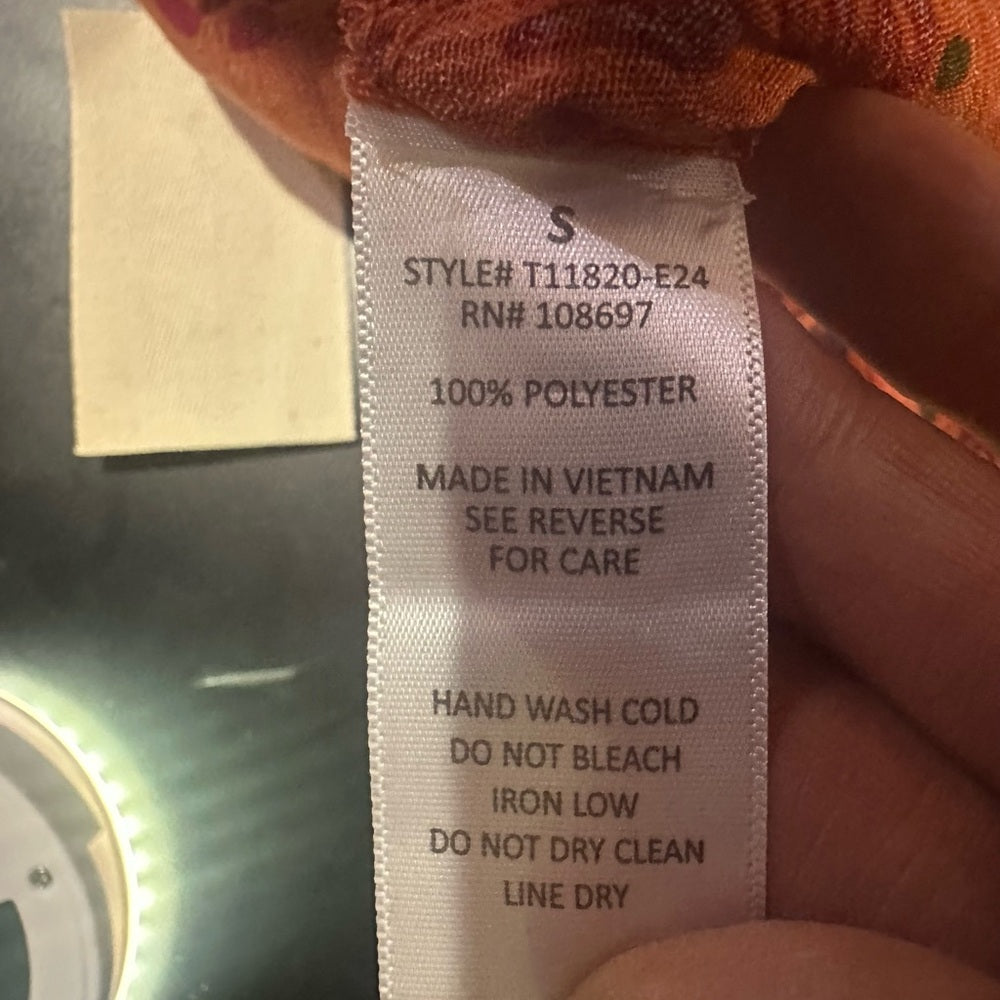 S
STYLE# T11820-E24
RN# 108697
100% POLYESTER
MADE IN VIETNAM
SEE REVERSE
FOR CARE
HAND WASH COLD
DO NOT BLEACH
IRON LOW
DO NOT DRY CLEAN
LINE DRY